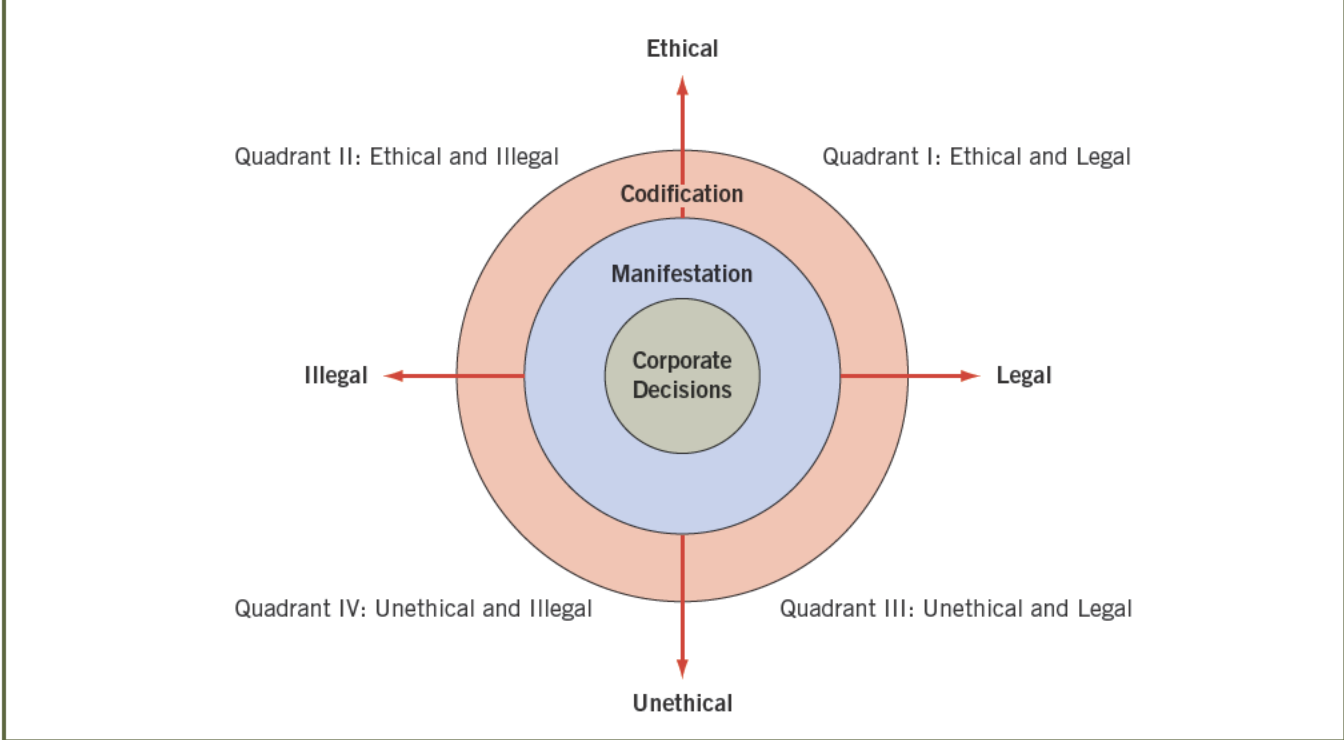 Ethical
Quadrant II: Ethical and Illegal
Quadrant I: Ethical and Legal
Codification
Manifestation
Corporate
Decisions
Illegal
Legal
Quadrant IV: Unethical and Illegal
Quadrant III: Unethical and Legal
Unethical